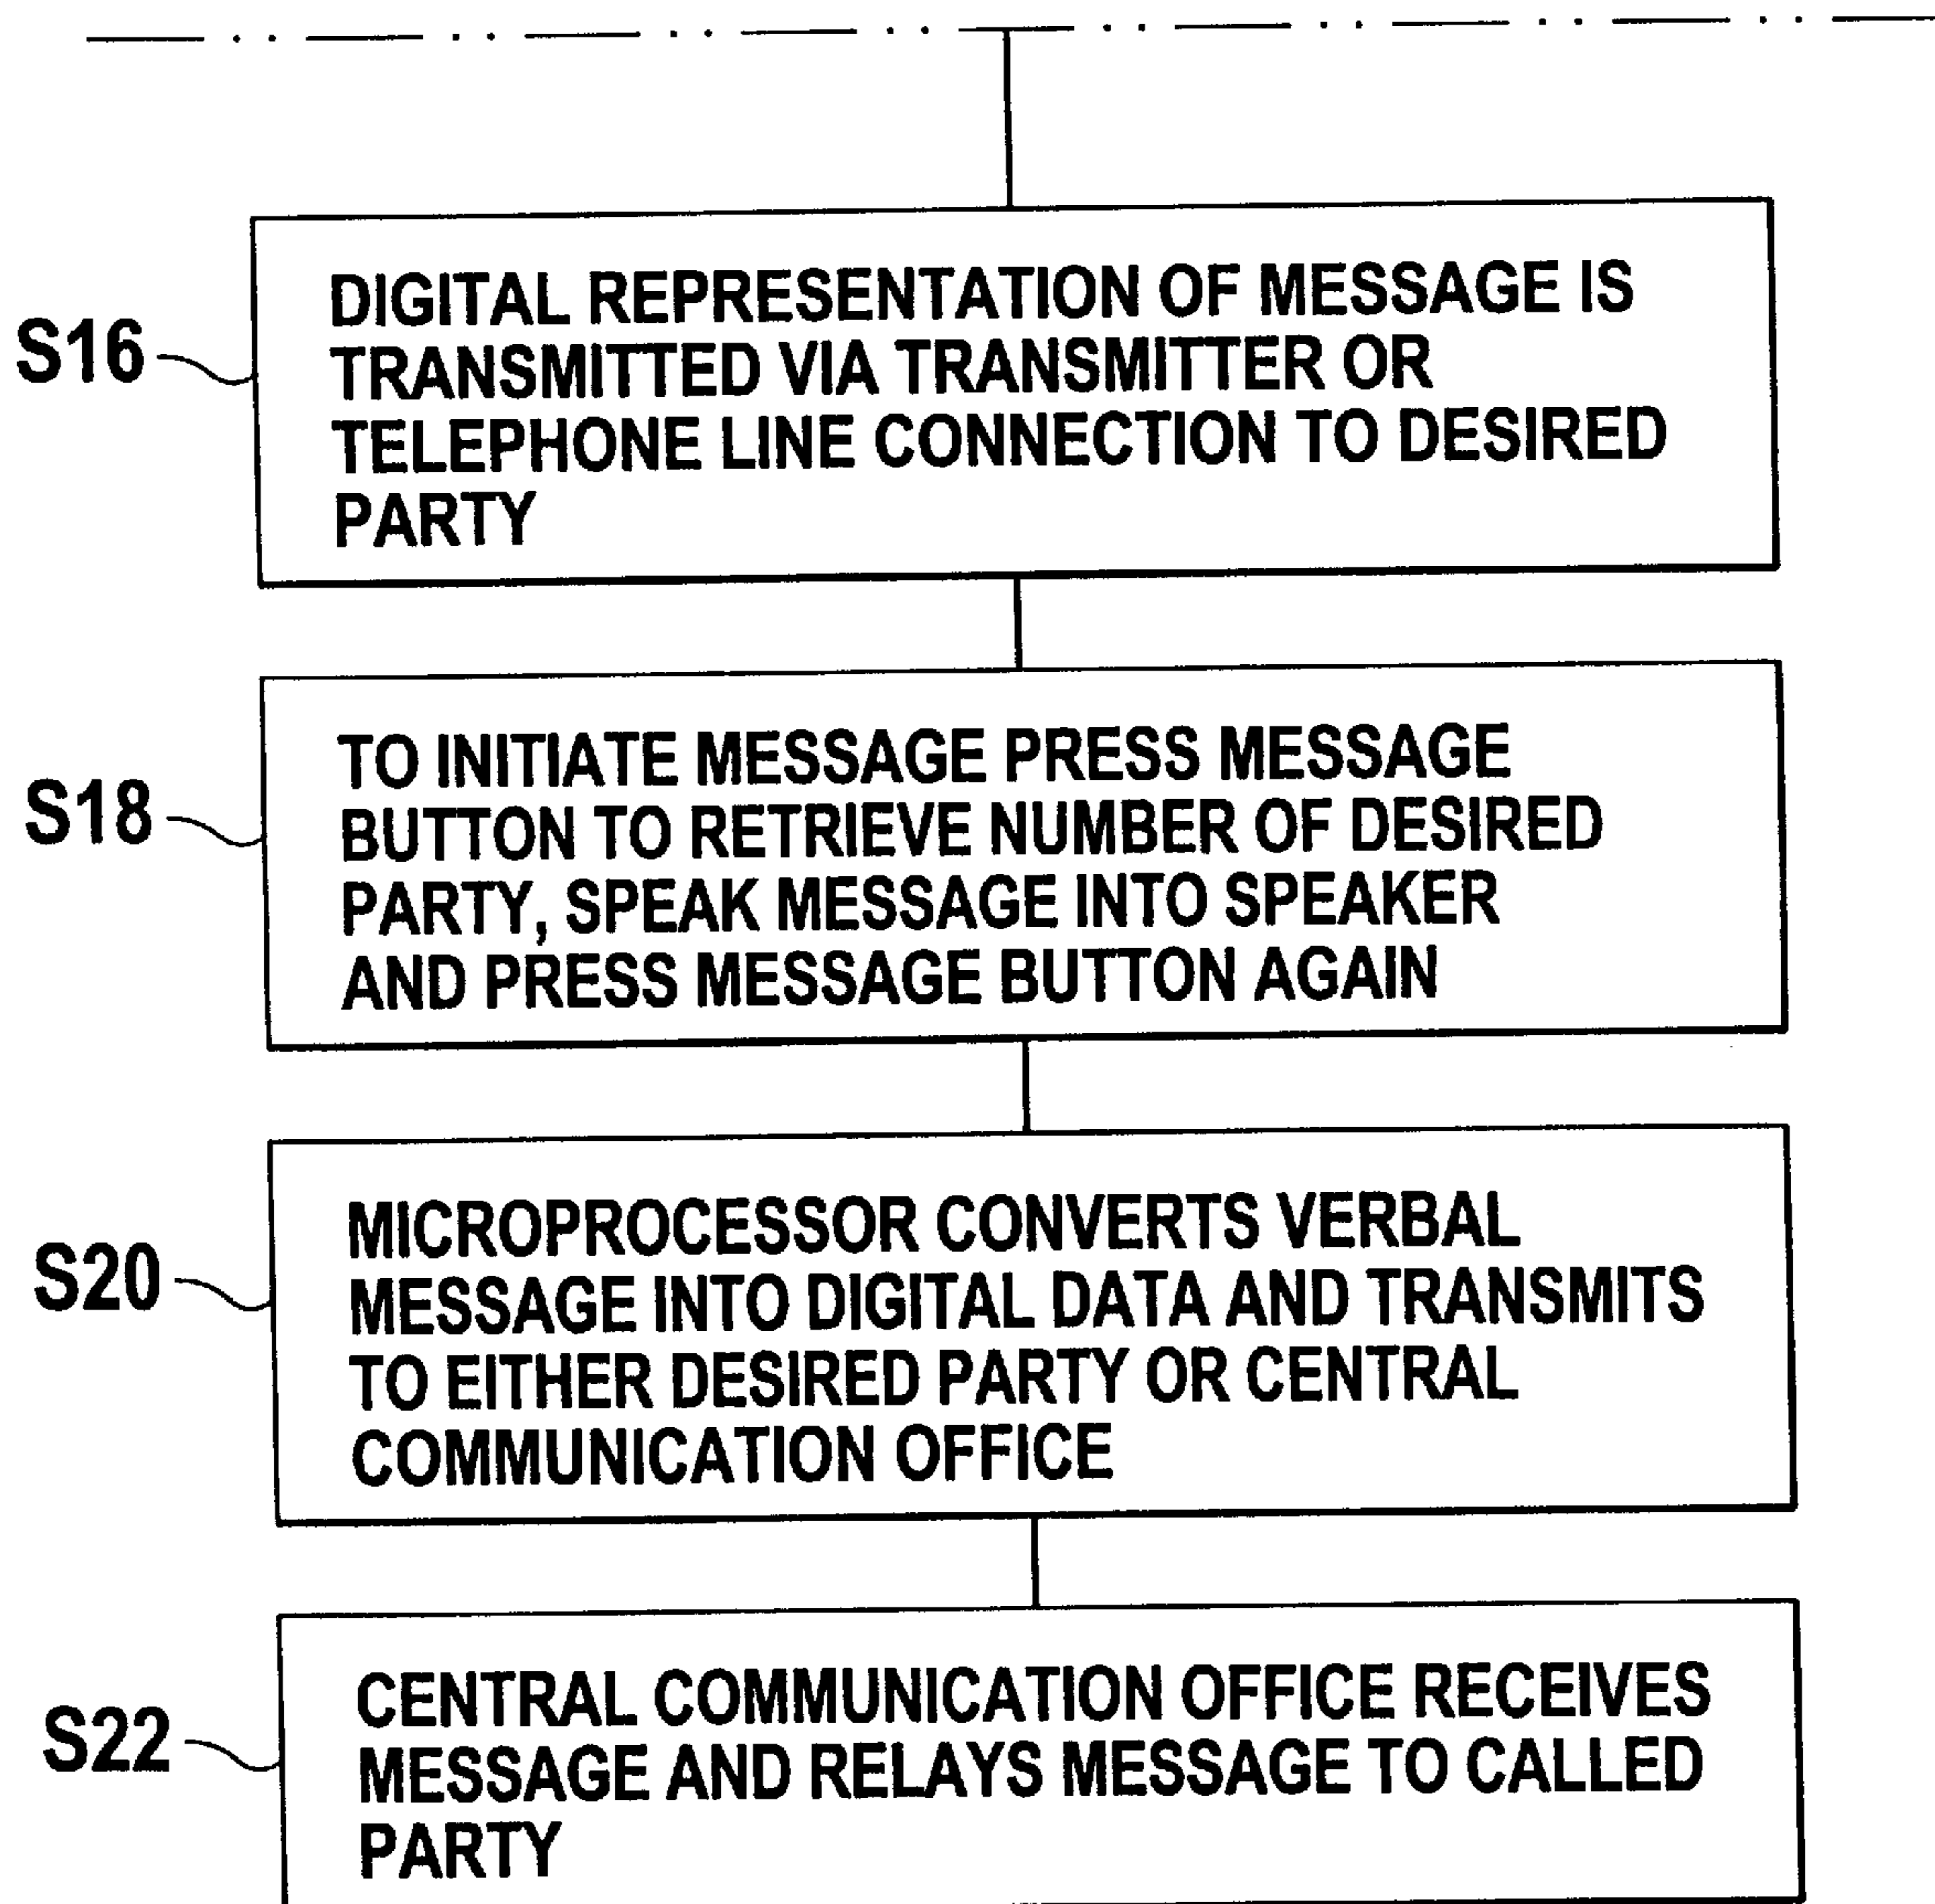 S16
DIGITAL REPRESENTATION OF MESSAGE IS
TRANSMITTED VIA TRANSMITTER OR
TELEPHONE LINE CONNECTION TO DESIRED
PARTY
S18
TO INITIATE MESSAGE PRESS MESSAGE
BUTTON TO RETRIEVE NUMBER OF DESIRED
PARTY, SPEAK MESSAGE INTO SPEAKER
AND PRESS MESSAGE BUTTON AGAIN
S20
MICROPROCESSOR CONVERTS VERBAL
MESSAGE INTO DIGITAL DATA AND TRANSMITS
TO EITHER DESIRED PARTY OR CENTRAL
COMMUNICATION OFFICE
S22
CENTRAL COMMUNICATION OFFICE RECEIVES
MESSAGE AND RELAYS MESSAGE TO CALLED
PARTY